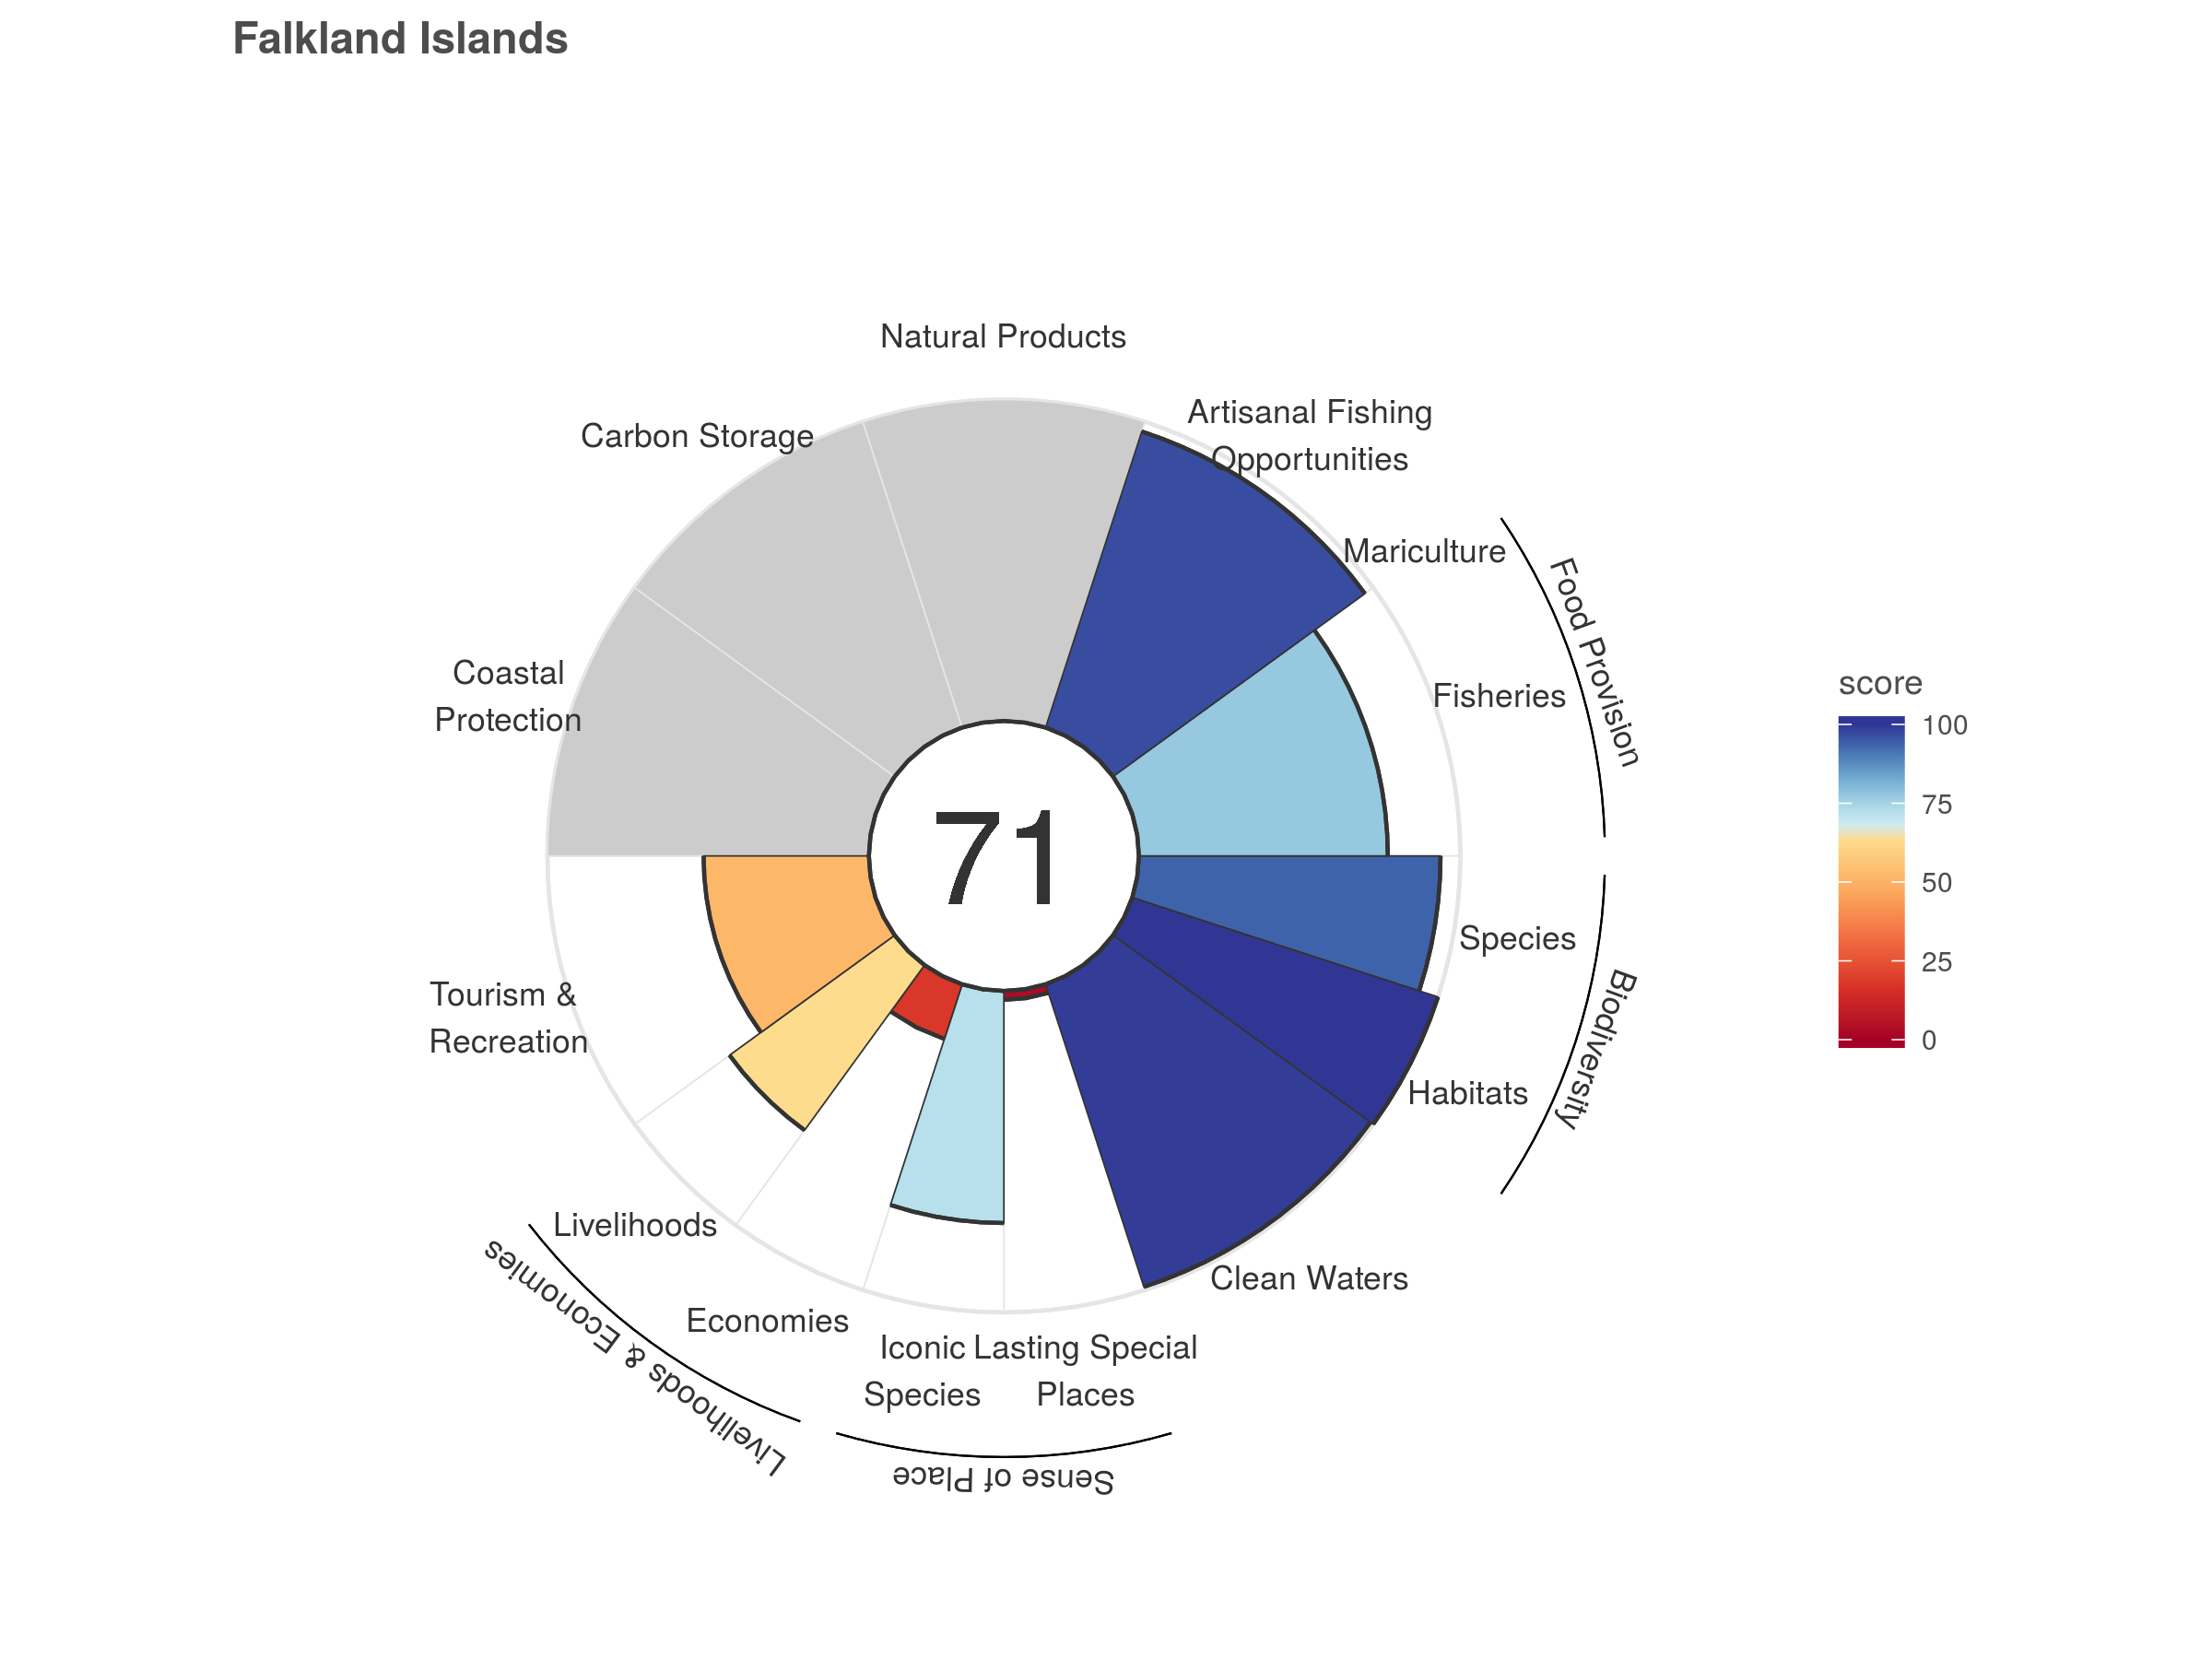 Falkland Islands
Natural Products
Artisanal Fishing
Opportunities
Carbon Storage
Mariculture
Food Provision
Fisheries
Coastal
Protection
score
100
75
50
25
0
71
Species
Biodiversity
Habitats
Tourism &
Recreation
Livelihoods
Clean Waters
Economies
Livelihoods & Economies
Iconic
Species
Lasting Special
Places
Sense of Place